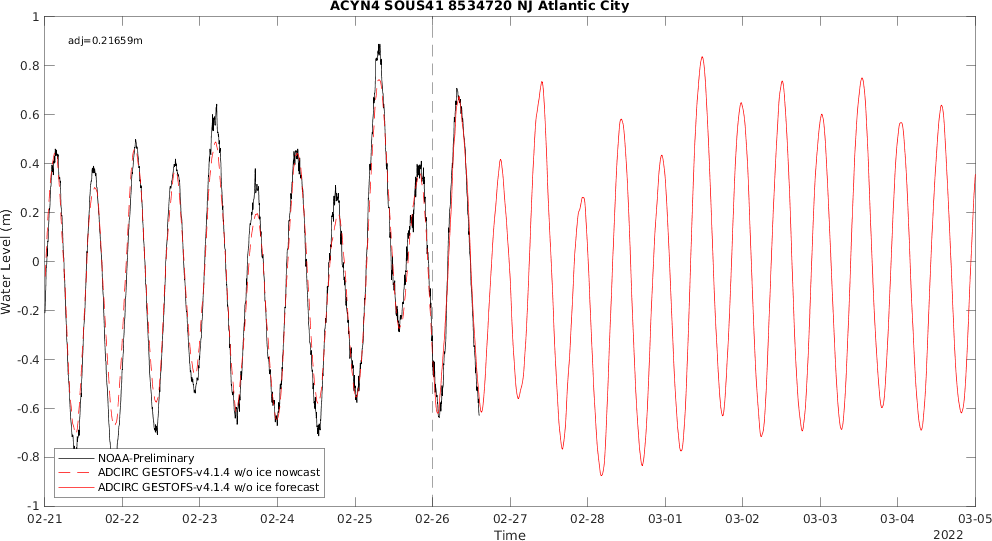 ACYN4 SOUS41 8534720 NJ Atlantic City
adj=0.21659m
1
0.8
0.6
0.4
0.2
0
-0.2
-0.4
-0.6
-0.8
-1
Water Level (m)
NOAA-Preliminary
ADCIRC GESTOFS-v4.1.4 w/o ice nowcast
ADCIRC GESTOFS-v4.1.4 w/o ice forecast
02-21 02-22 02-23 02-24 02-25 02-26 02-27 02-28 03-01 03-02 03-03 03-04 03-05
Time
2022